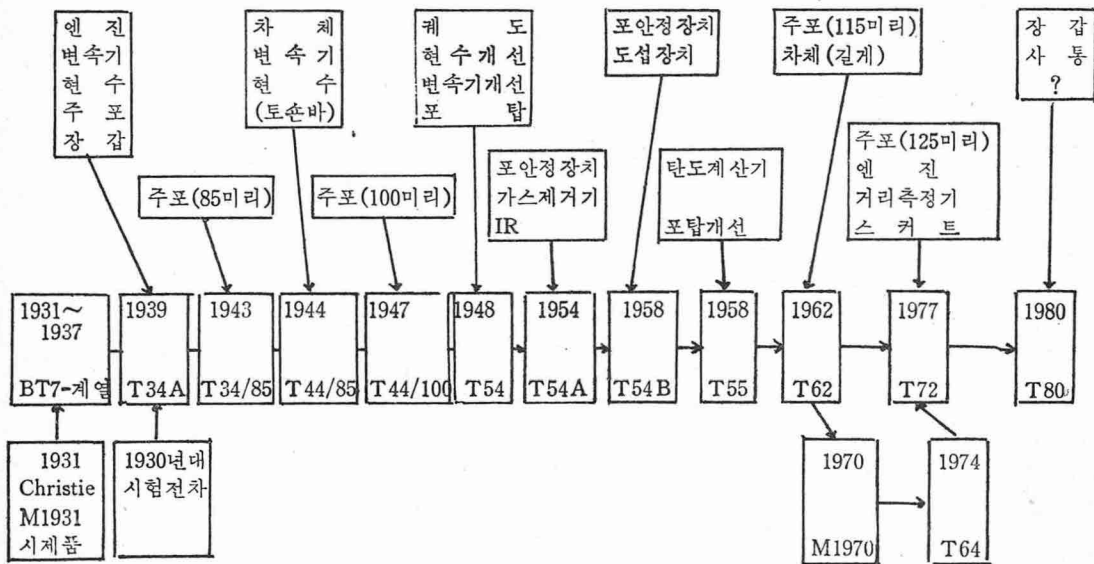 엔 진
변속기
현 수
주 포
장 갑
차 체
변 속 기
현 수
(토숀바)
궤 도
현수개선
변속기개선
포 탑
포안정장치
도섭장치
주포(115미리)
차체(길게)
장 갑
사 통
?
주포(85미리)
주포(100미리)
포안정장치
가스제거기
IR
탄도계산기
포탑개선
주포(125미리)
엔 진
거리측정기
스 커 트
1931~
1937
BT7-계열
1939
T34A
1943
T34/85
1944
T44/85
1947
T44/100
1948
T54
1954
T54A
1958
T54B
1958
T55
1962
T62
1977
T72
1980
T80
1931
Christie
M1931
시제품
1930년대
시험전차
1970
M1970
1974
T64